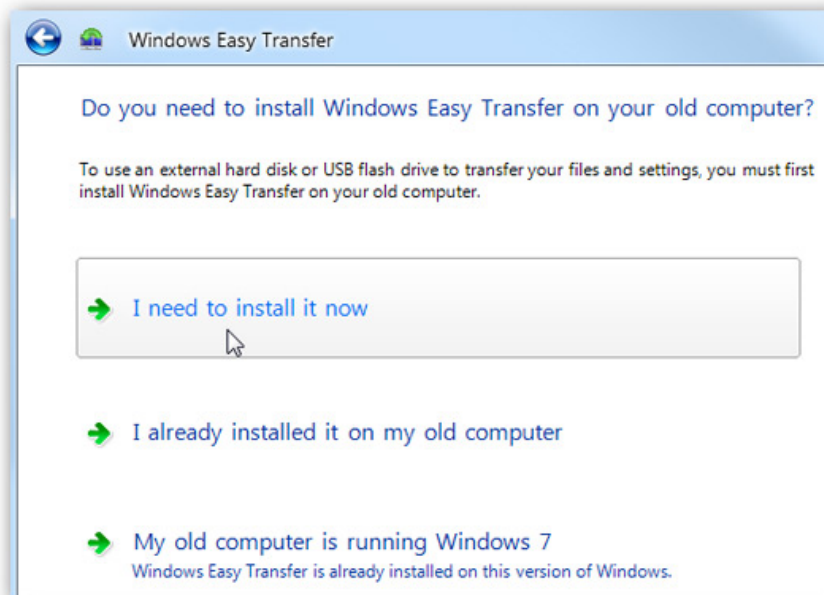 Windows Easy Transfer
Do you need to install Windows Easy Transfer on your old computer?
To use an external hard disk or USB flash drive to transfer your files and settings, you must first
install Windows Easy Transfer on your old computer.
I need to install it now
I already installed it on my old computer
My old computer is running Windows 7
Windows Easy Transfer is already installed on this version of Windows.